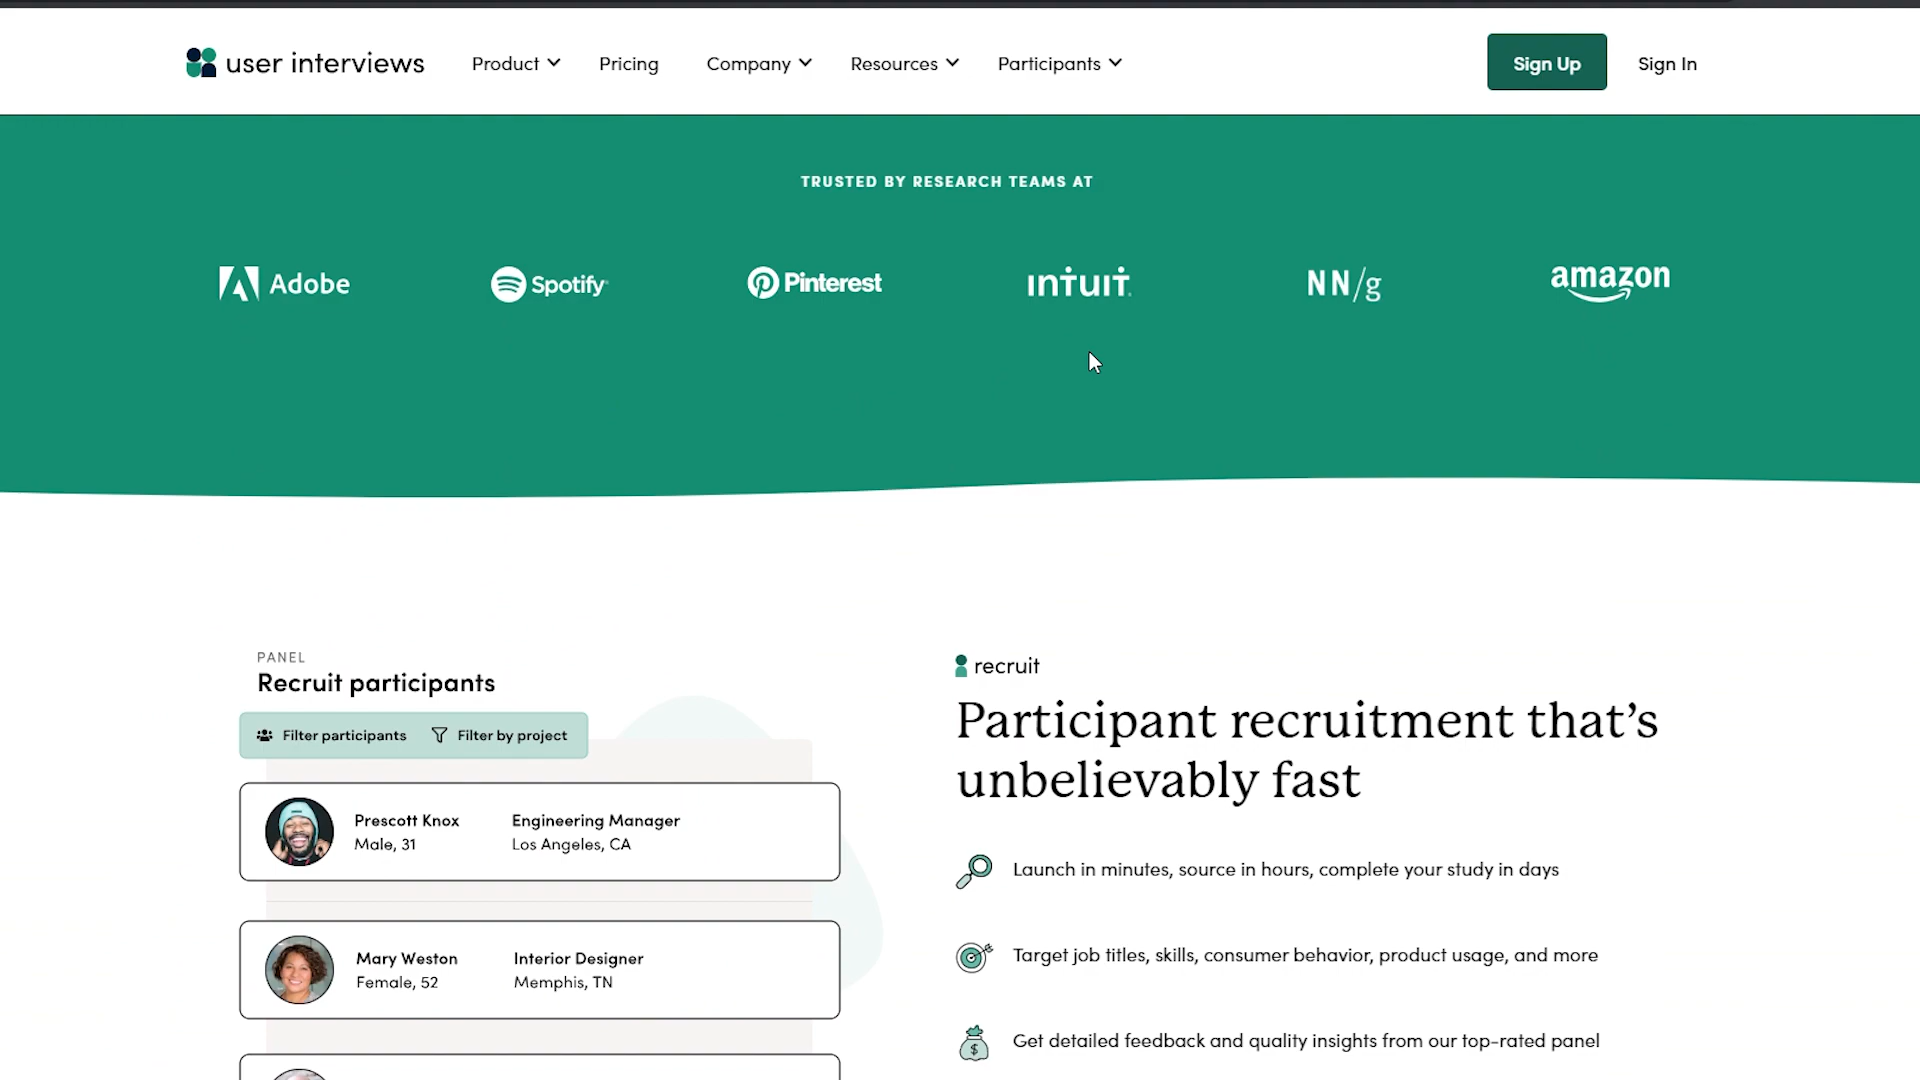 user interviews
Product
Pricing
Company
Resources
Participants
Sign Up
Sign In
TRUSTED BY RESEARCH TEAMS AT
Adobe
Spotify
Pinterest
intuit
NN/g
amazon
PANEL
Recruit participants
Filter participants
Filter by project
Prescott Knox
Male, 31
Engineering Manager
Los Angeles, CA
Mary Weston
Female, 52
Interior Designer
Memphis, TN
recruit
Participant recruitment that's
unbelievably fast
Launch in minutes, source in hours, complete your study in days
Target job titles, skills, consumer behavior, product usage, and more
$
Get detailed feedback and quality insights from our top-rated panel